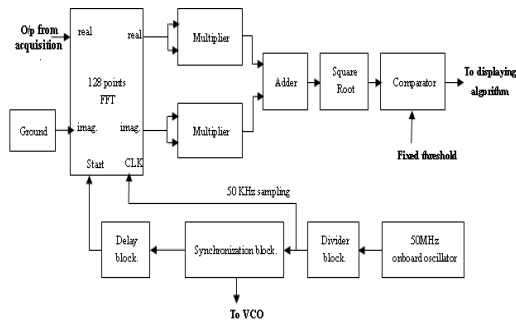 O/p from
acquisition
real
real
Multiplier
128 points
FFT
Adder
Square
Root
Comparator
To displaying
algorithm
Ground
imag.
imag.
Multiplier
Start
CLK
Fixed threshold
50 KHz sampling
Delay
block.
Synchronization block.
Divider
block.
50MHz
onboard oscillator
To VCO